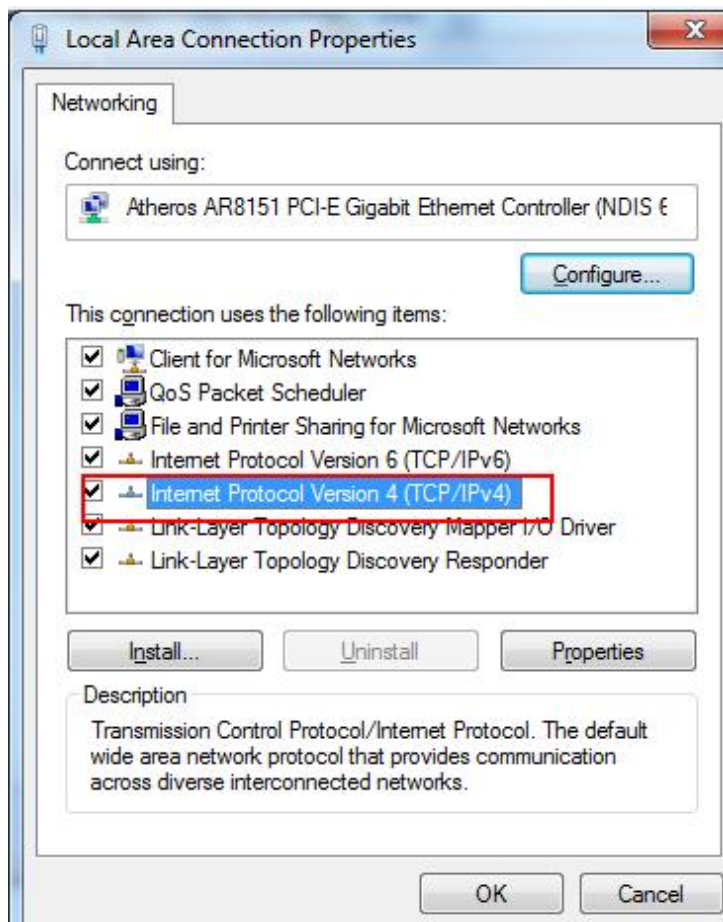 Local Area Connection Properties
Networking
Connect using:
Atheros AR8151 PCI-E Gigabit Ethernet Controller (NDIS 6
Configure...
This connection uses the following items:
Client for Microsoft Networks
QoS Packet Scheduler
File and Printer Sharing for Microsoft Networks
Internet Protocol Version 6 (TCP/IPv6)
Internet Protocol Version 4 (TCP/IPv4)
Link-Layer Topology Discovery Mapper I/O Driver
Link-Layer Topology Discovery Responder
Install...
Uninstall
Properties
Description
Transmission Control Protocol/Internet Protocol. The default
wide area network protocol that provides communication
across diverse interconnected networks.
OK
Cancel